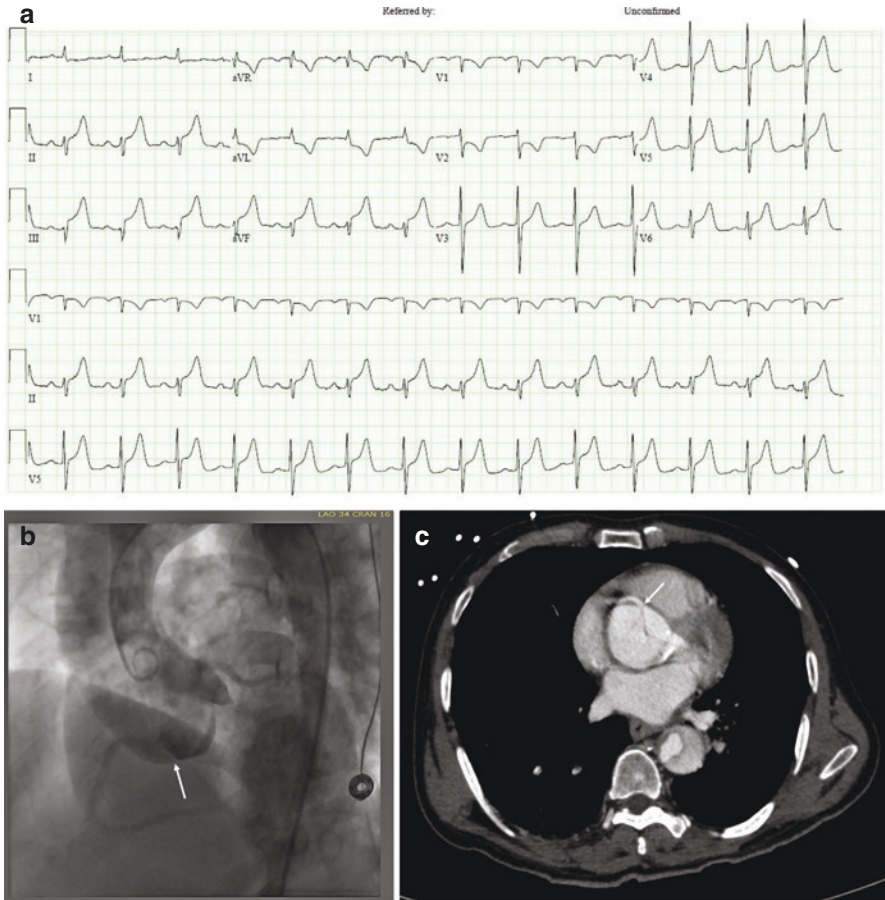 a
Referred by:
Unconfirmed
I
aVR
V1
V4
II
aVL
V2
V5
III
aVF
V3
V6
V1
II
V5
LAO 34 CRAN 16
b
c